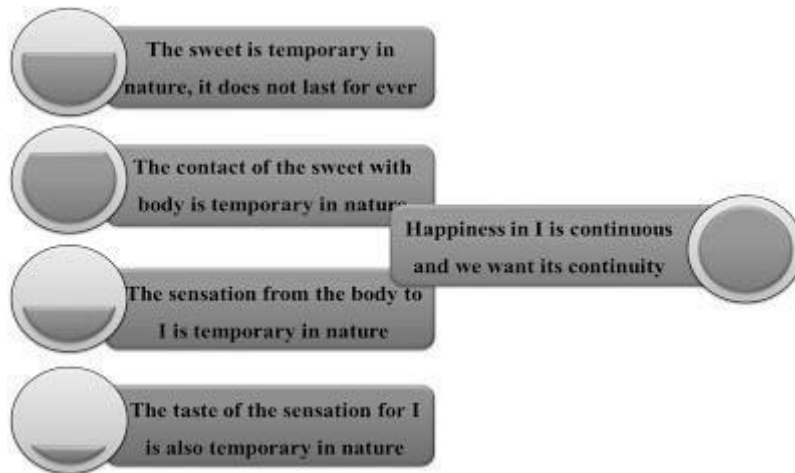 The sweet is temporary in
nature, it does not last for ever
The contact of the sweet with
body is temporary in nature
Happiness in I is continuous
and we want its continuity
The sensation from the body to
I is temporary in nature
The taste of the sensation for I
is also temporary in nature